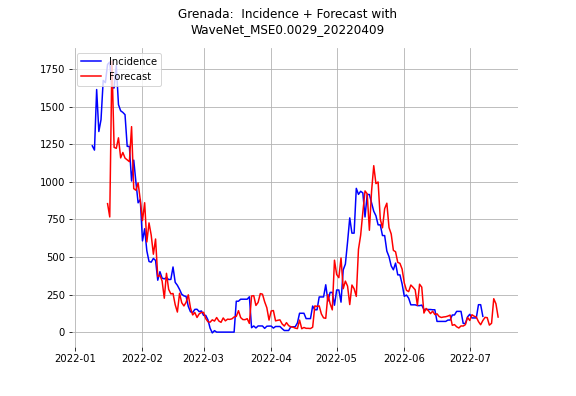 Grenada: Incidence + Forecast with
WaveNet_MSE0.0029_20220409
Incidence
Forecast
1750
1500
1250
1000
750
500
250
0
2022-01 2022-02 2022-03 2022-04 2022-05 2022-06 2022-07